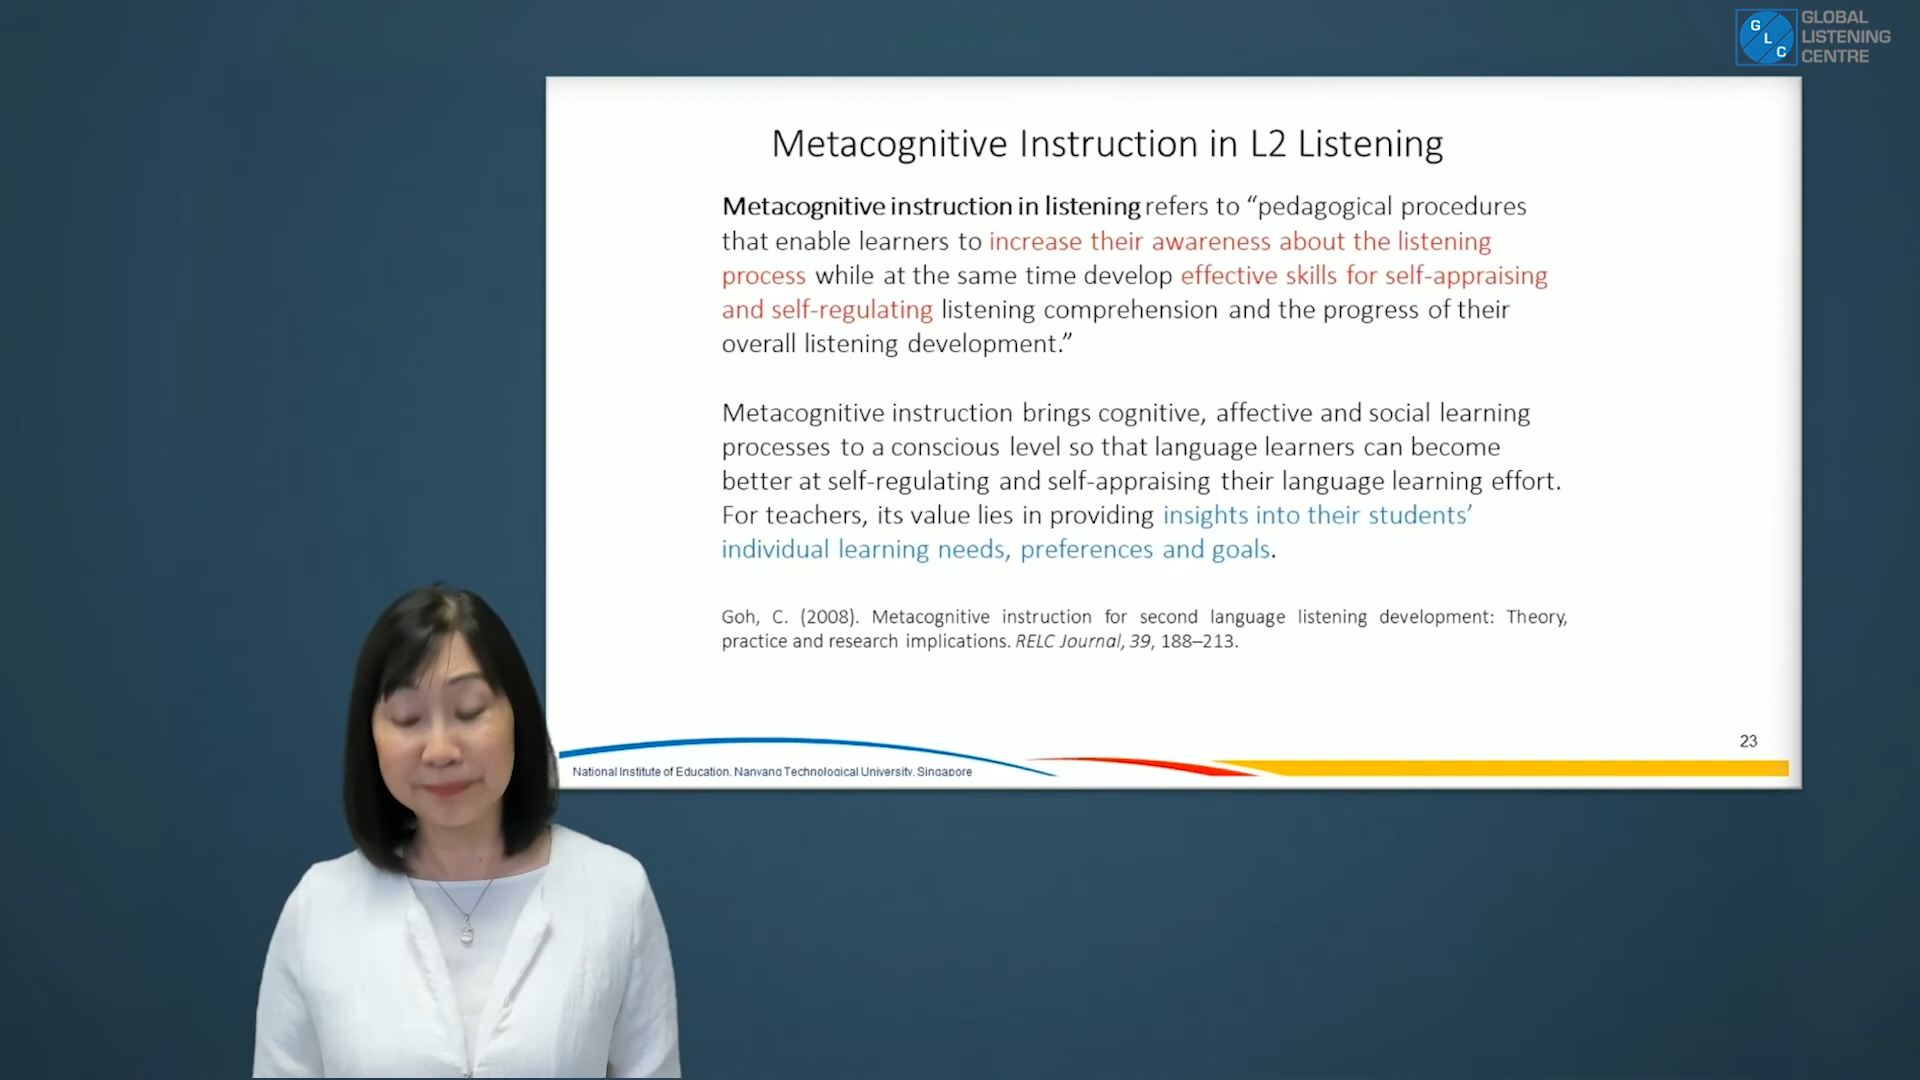 G L C
GLOBAL
LISTENING
CENTRE
Metacognitive Instruction in L2 Listening
Metacognitive instruction in listening refers to “pedagogical procedures
that enable learners to increase their awareness about the listening
process while at the same time develop effective skills for self-appraising
and self-regulating listening comprehension and the progress of their
overall listening development.”
Metacognitive instruction brings cognitive, affective and social learning
processes to a conscious level so that language learners can become
better at self-regulating and self-appraising their language learning effort.
For teachers, its value lies in providing insights into their students’
individual learning needs, preferences and goals.
Goh, C. (2008). Metacognitive instruction for second language listening development: Theory,
practice and research implications. RELC Journal, 39, 188–213.
23
National Institute of Education, Nanyang Technological University, Singapore